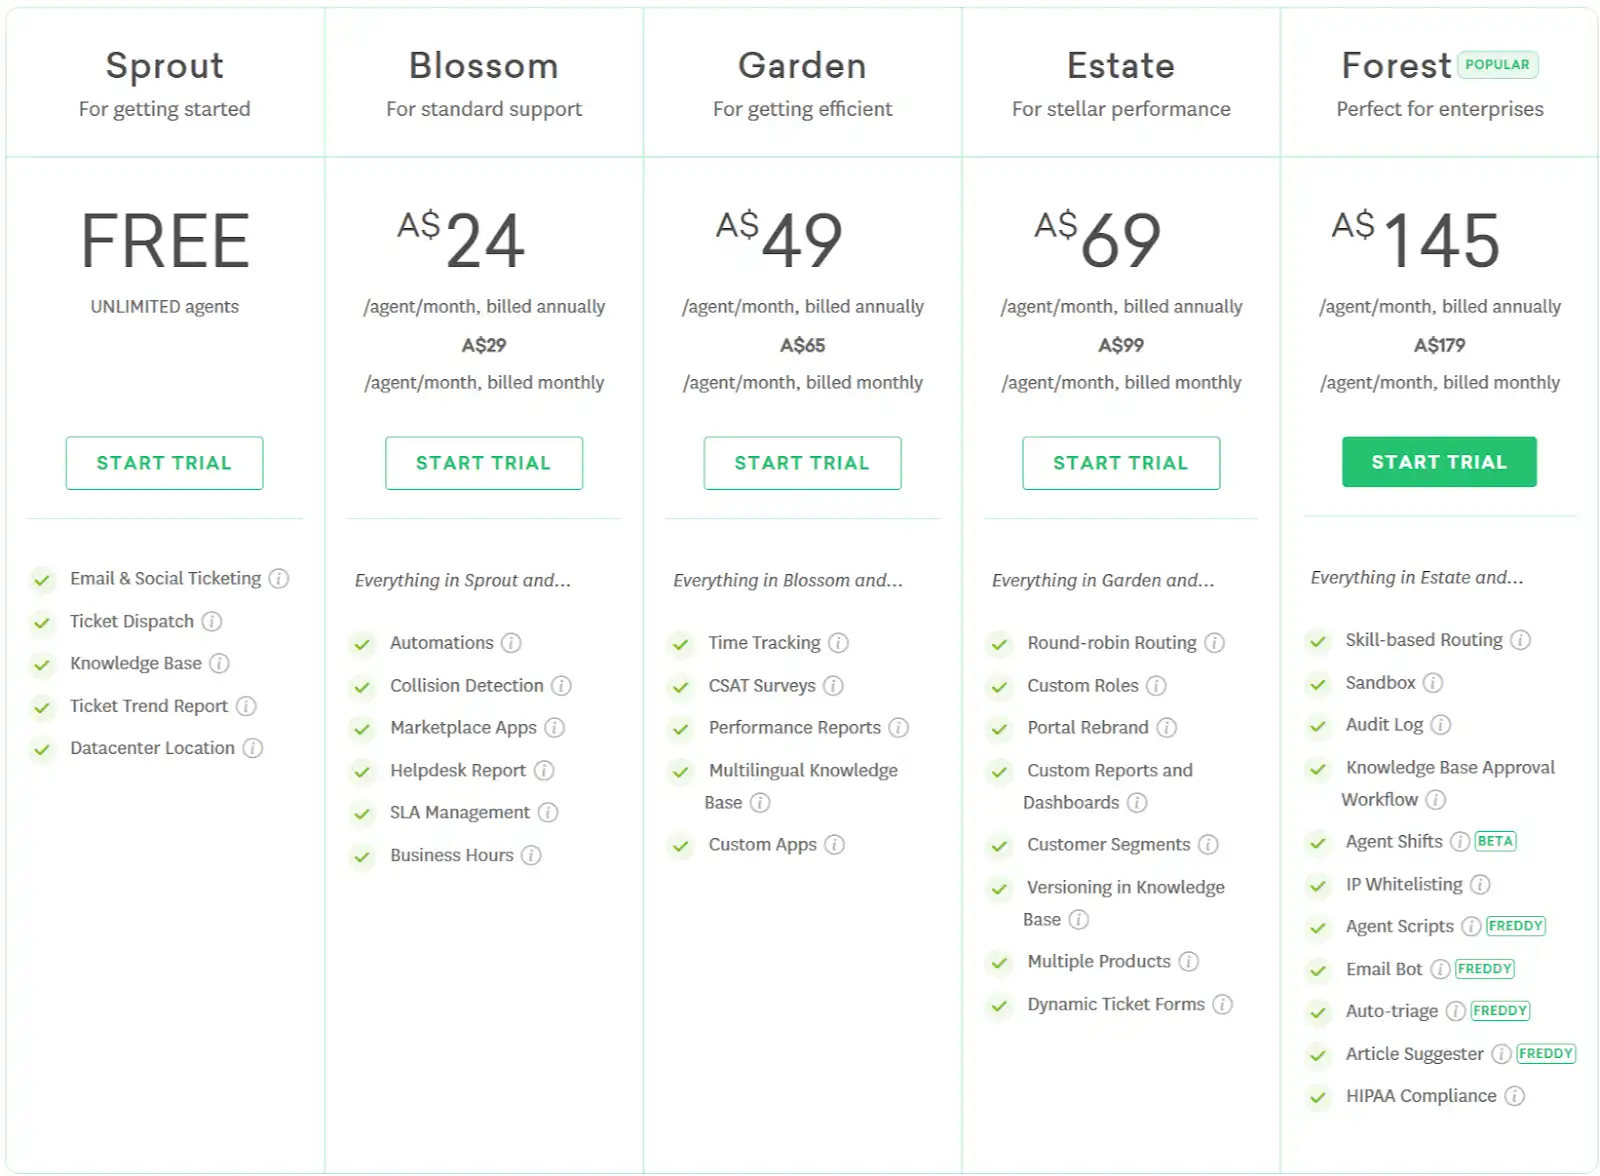 Sprout
For getting started
FREE
UNLIMITED agents
START TRIAL
Email & Social Ticketing
Ticket Dispatch
Knowledge Base
Ticket Trend Report
Datacenter Location
Blossom
For standard support
A$24
/agent/month, billed annually
A$29
/agent/month, billed monthly
START TRIAL
Everything in Sprout and...
Automations
Collision Detection
Marketplace Apps
Helpdesk Report
SLA Management
Business Hours
Garden
For getting efficient
A$49
/agent/month, billed annually
A$65
/agent/month, billed monthly
START TRIAL
Everything in Blossom and...
Time Tracking
CSAT Surveys
Performance Reports
Multilingual Knowledge
Base
Custom Apps
Estate
For stellar performance
A$69
/agent/month, billed annually
A$99
/agent/month, billed monthly
START TRIAL
Everything in Garden and...
Round-robin Routing
Custom Roles
Portal Rebrand
Custom Reports and
Dashboards
Customer Segments
Versioning in Knowledge
Base
Multiple Products
Dynamic Ticket Forms
Forest POPULAR
Perfect for enterprises
A$145
/agent/month, billed annually
A$179
/agent/month, billed monthly
START TRIAL
Everything in Estate and...
Skill-based Routing
Sandbox
Audit Log
Knowledge Base Approval
Workflow
Agent Shifts BETA
IP Whitelisting
Agent Scripts FREDDY
Email Bot FREDDY
Auto-triage FREDDY
Article Suggester FREDDY
HIPAA Compliance